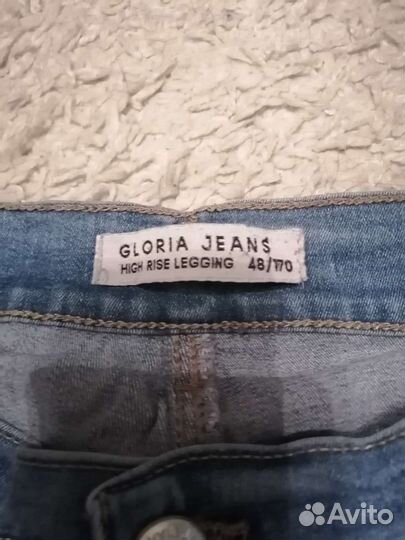 GLORIA JEANS
HIGH RISE LEGGING 48/170
Avito